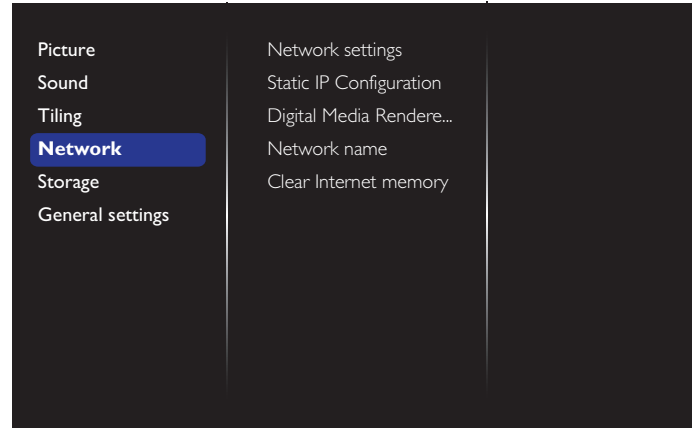 Picture
Sound
Tiling
Network
Storage
General settings
Network settings
Static IP Configuration
Digital Media Rendere...
Network name
Clear Internet memory